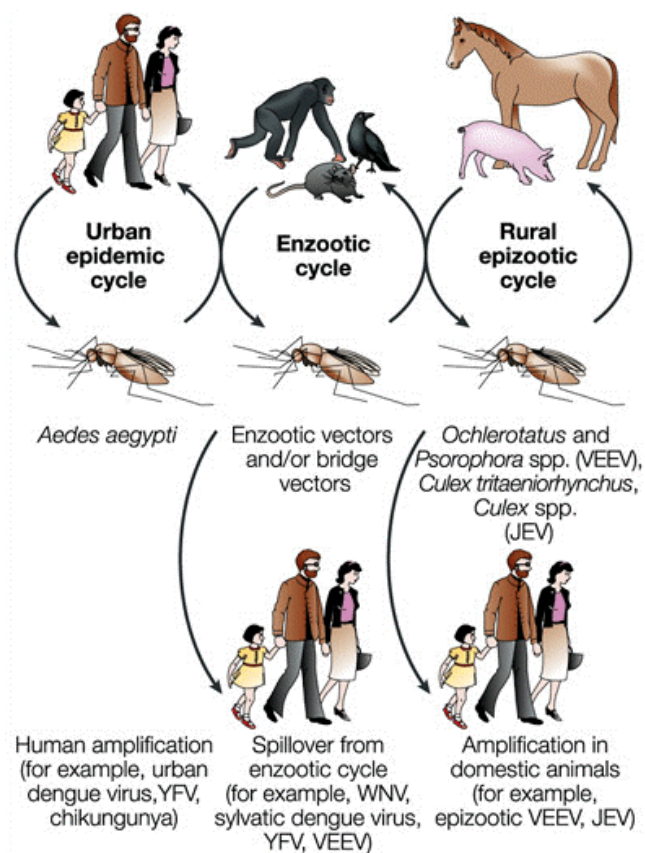 Urban
epidemic
cycle
Enzootic
cycle
Rural
epizootic
cycle
Aedes aegypti
Enzootic vectors
and/or bridge
vectors
Ochlerotatus and
Psorophora spp. (VEEV),
Culex tritaeniorhynchus,
Culex spp.
(JEV)
Human amplification
(for example, urban
dengue virus,YFV,
chikungunya)
Spillover from
enzootic cycle
(for example, WNV,
sylvatic dengue virus,
YFV, VEEV)
Amplification in
domestic animals
(for example,
epizootic VEEV, JEV)